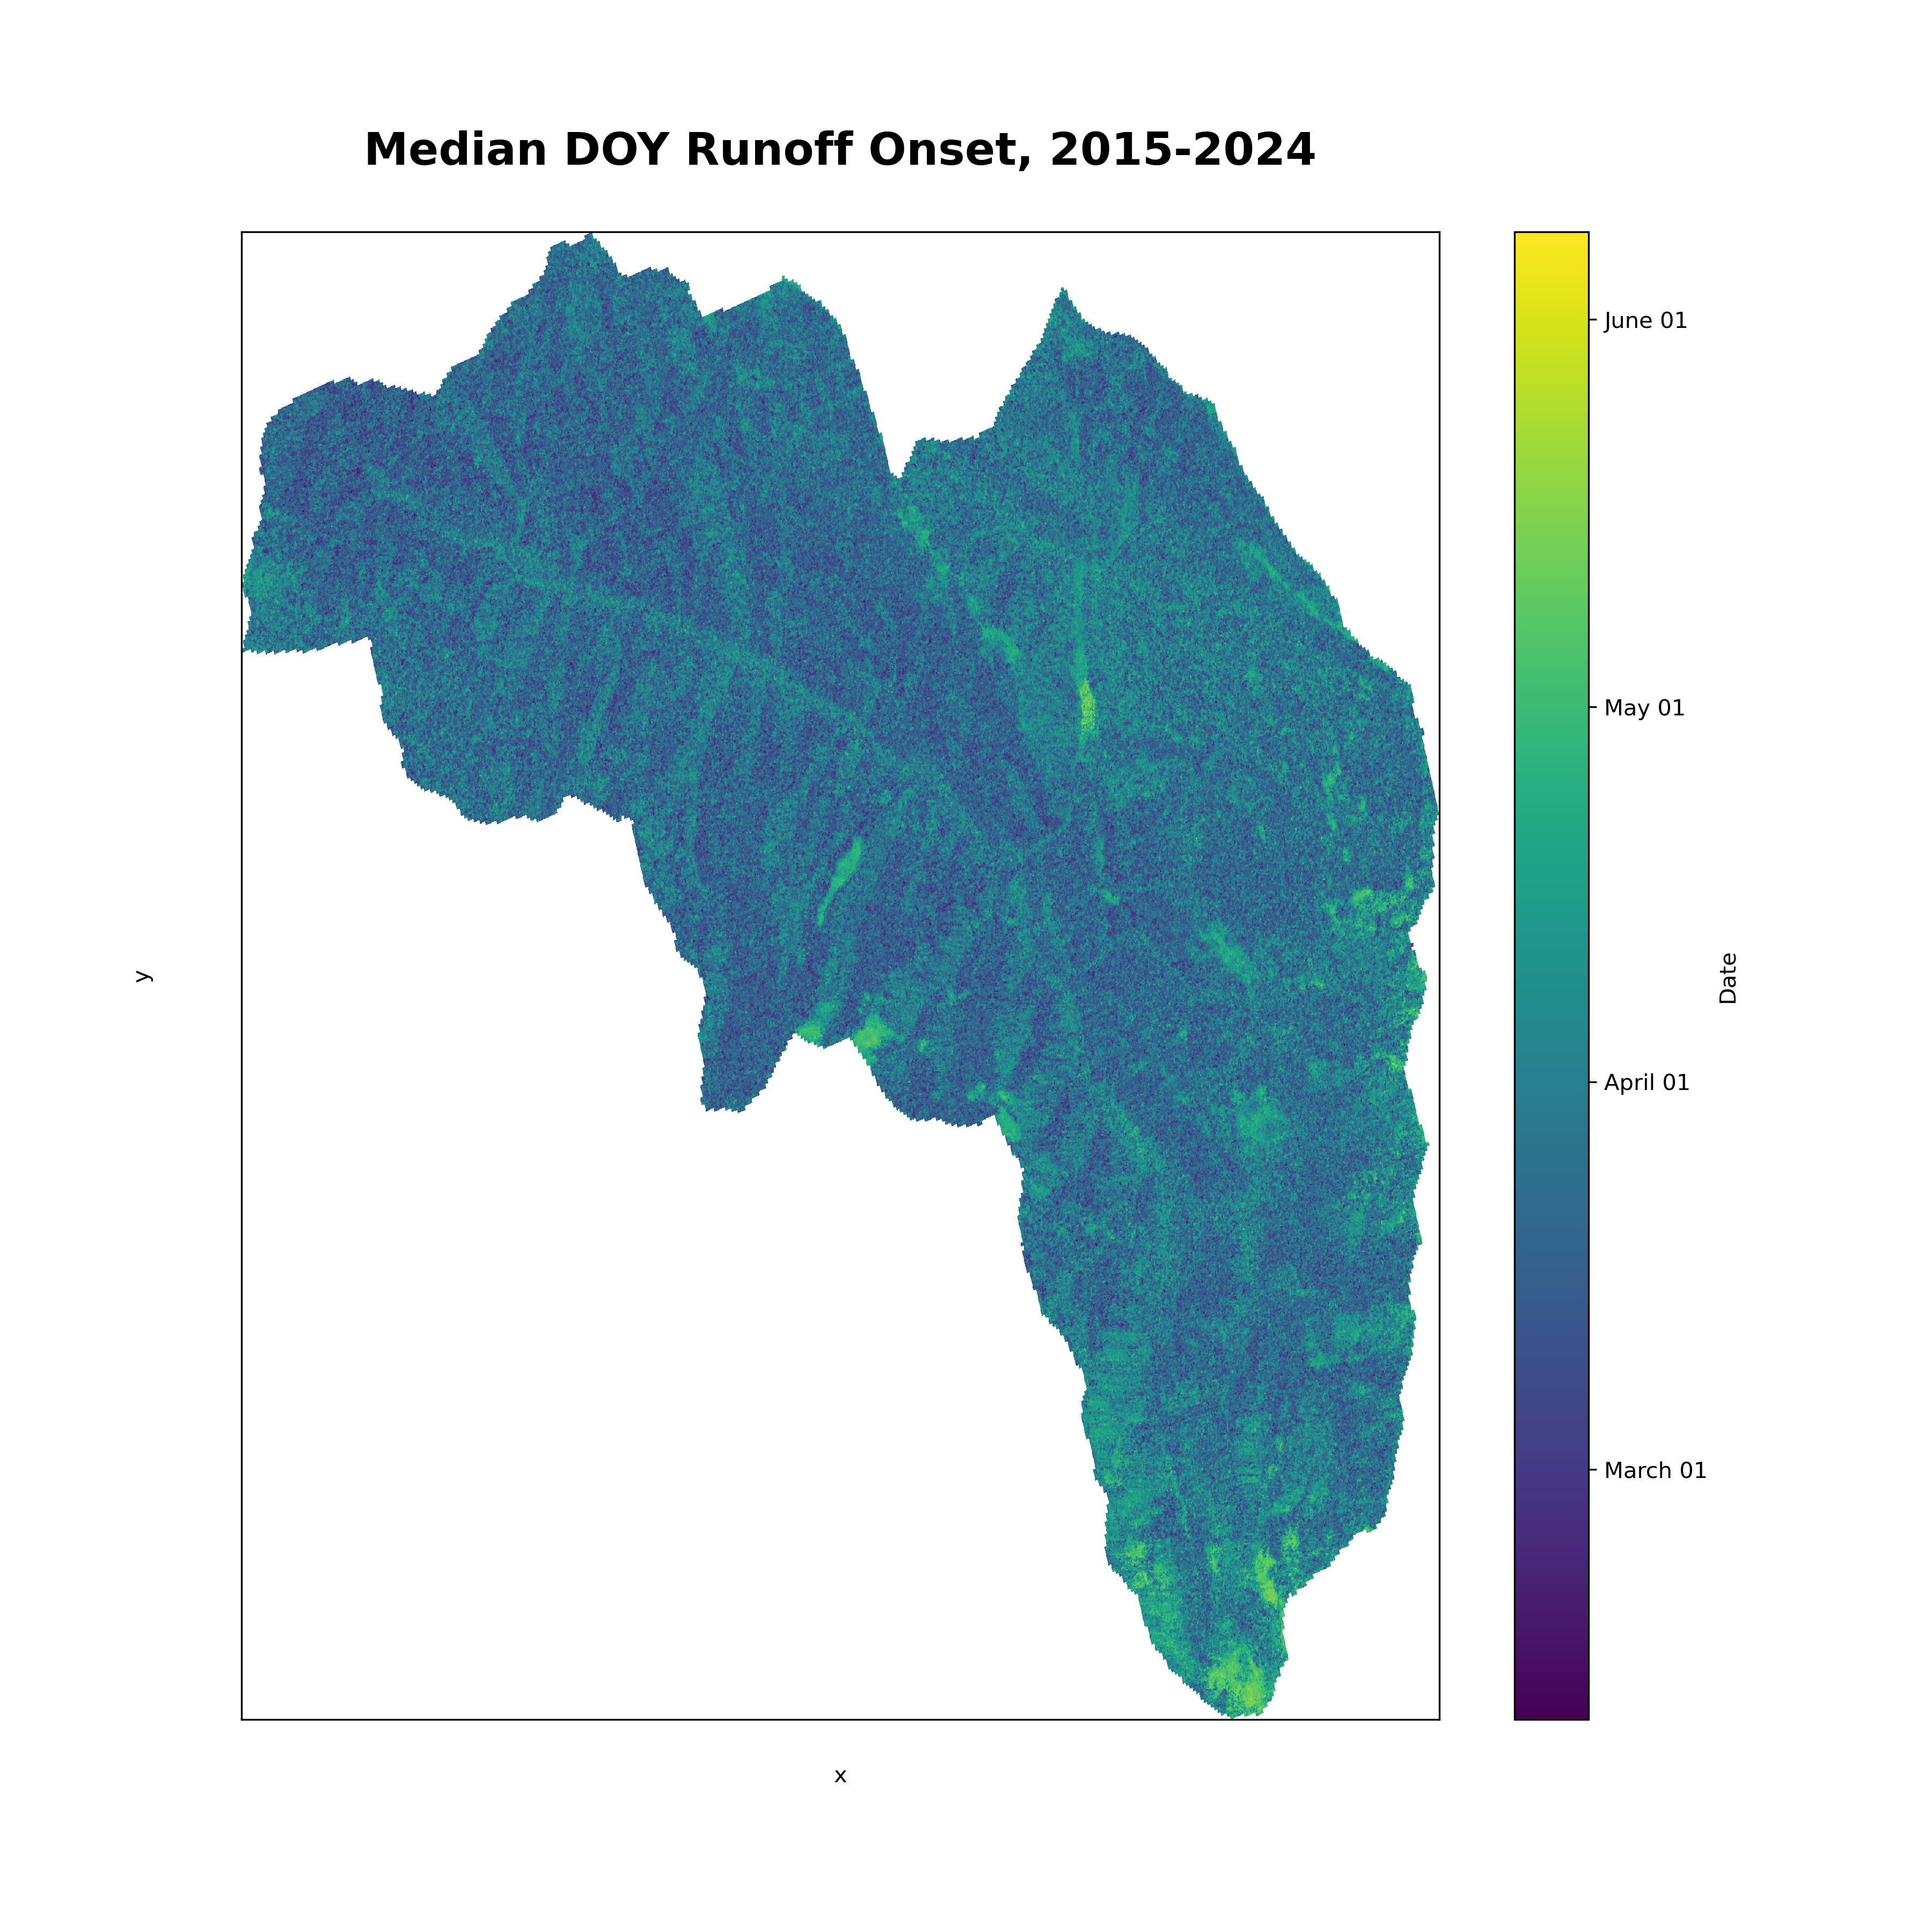 Median DOY Runoff Onset, 2015-2024
June 01
May 01
April 01
March 01
Date
y
x